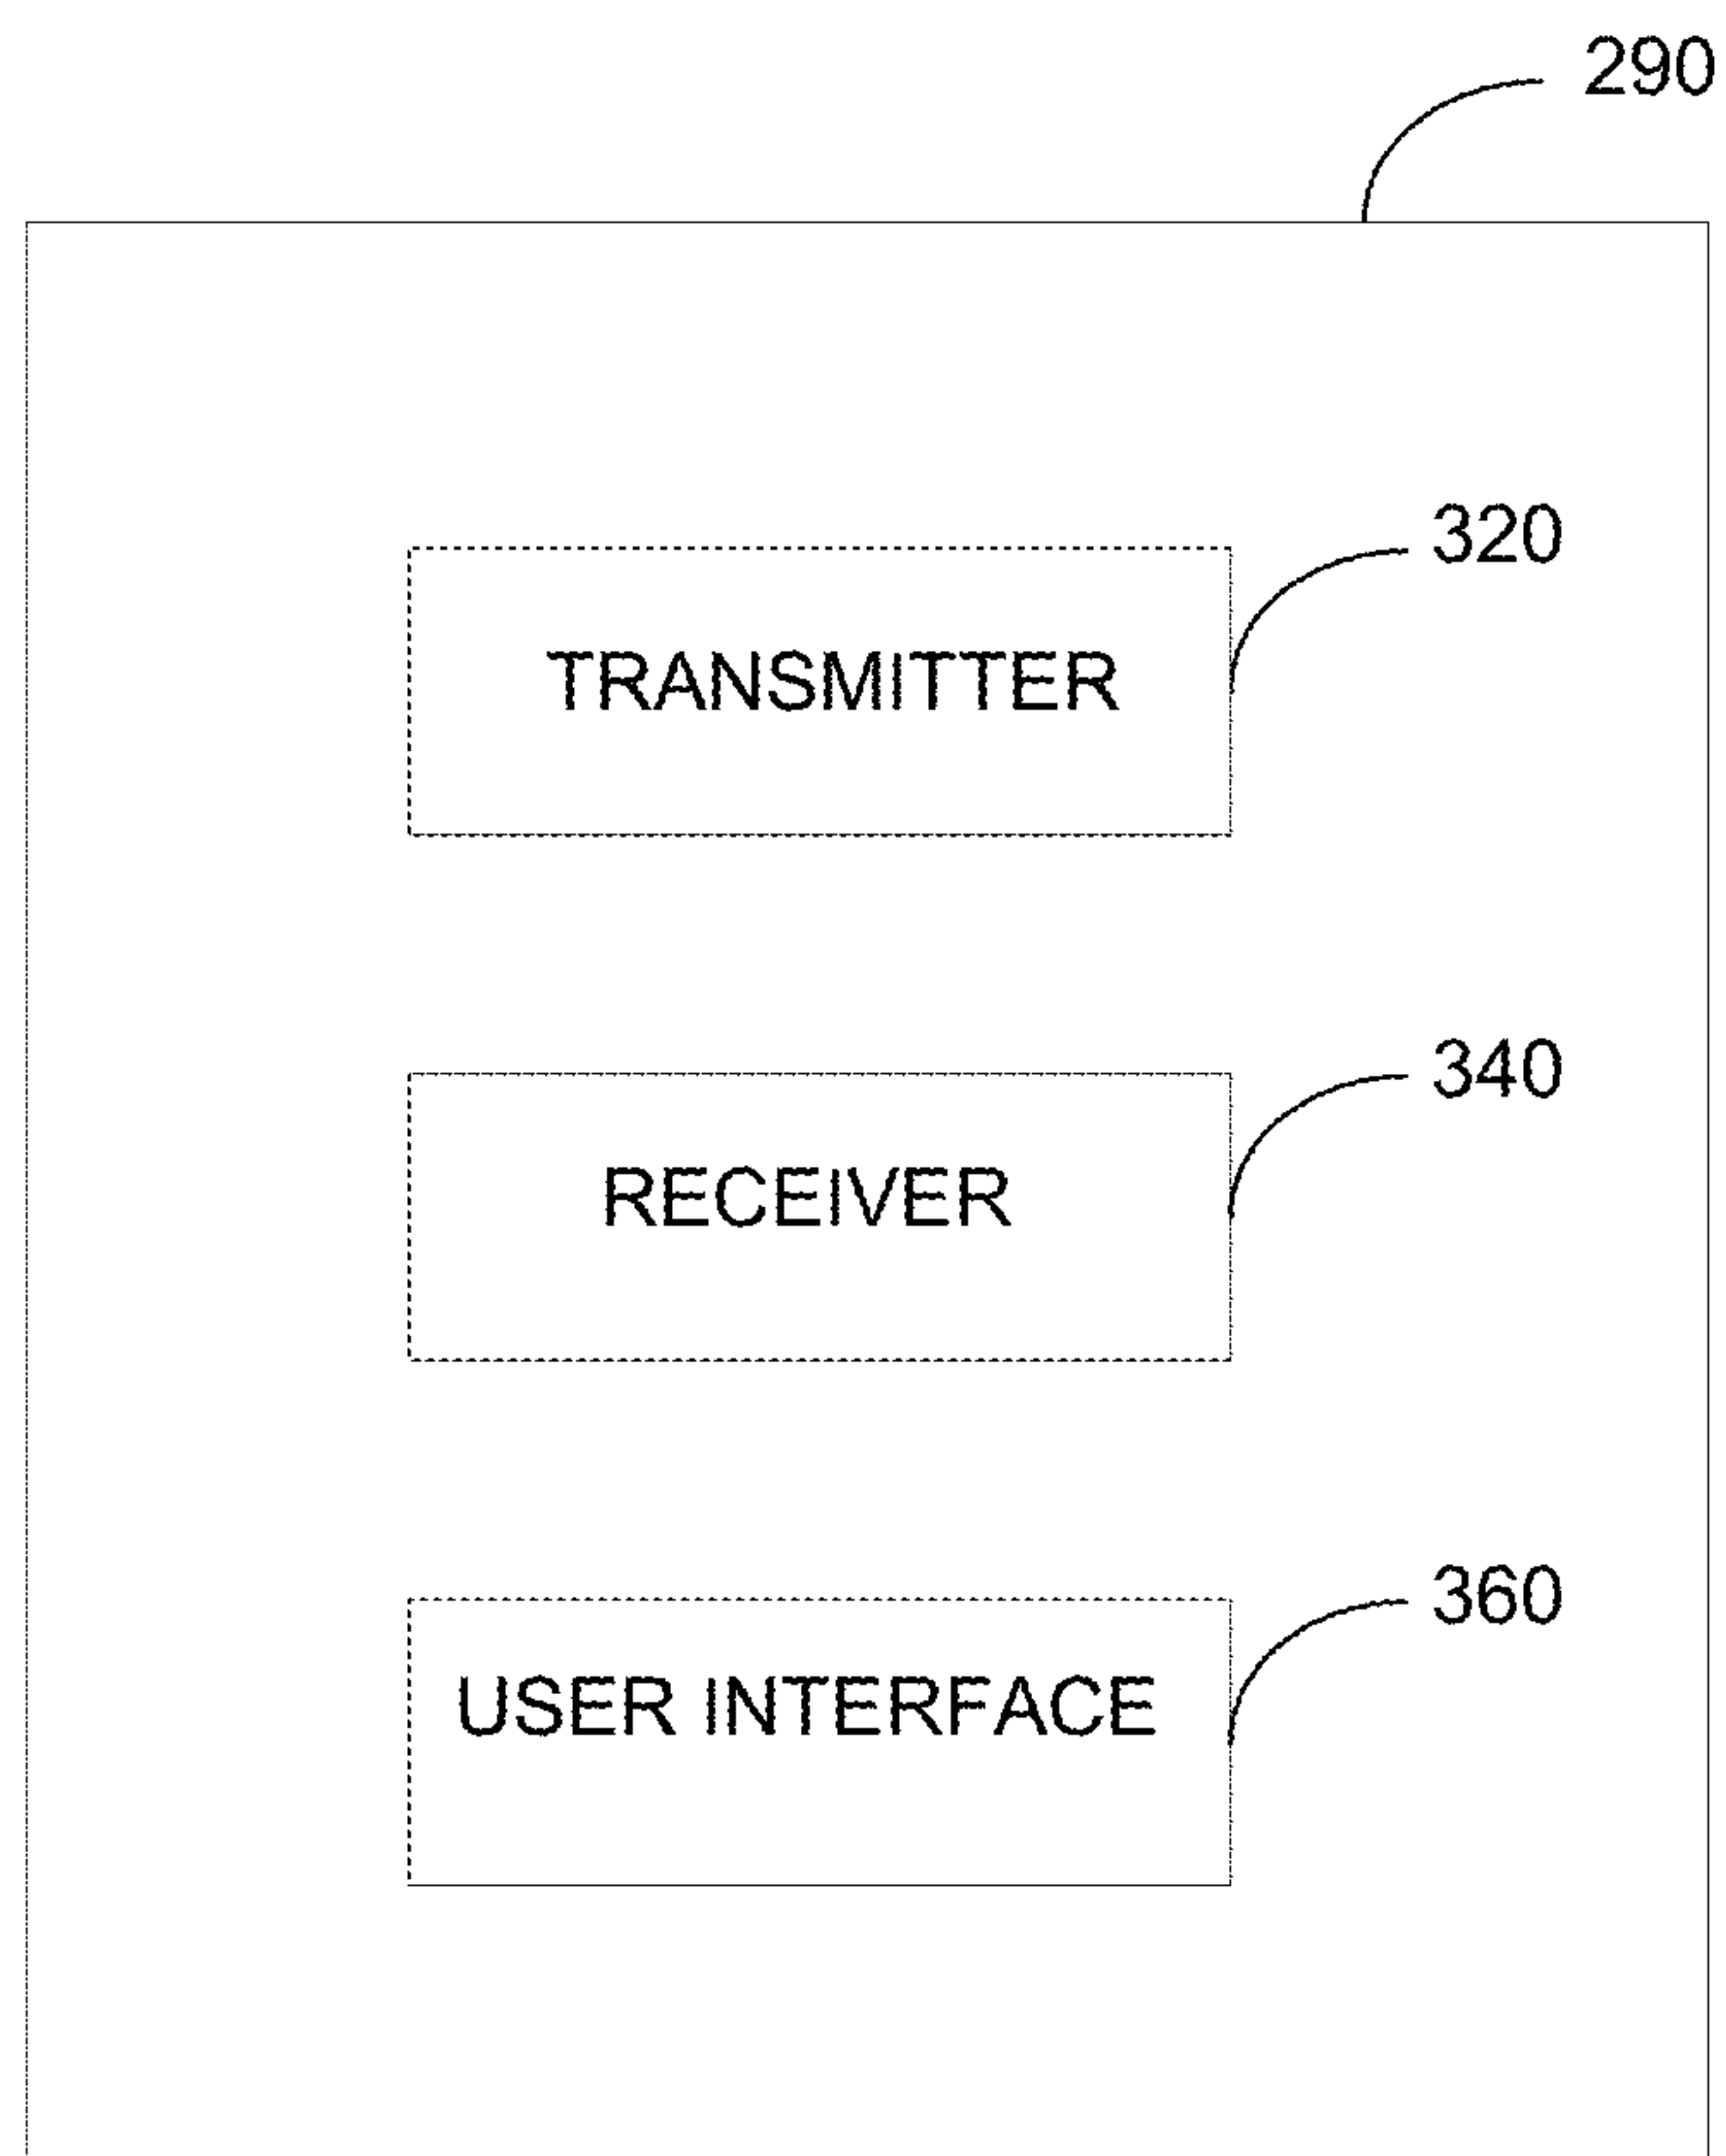 290
320
TRANSMITTER
340
RECEIVER
360
USER INTERFACE